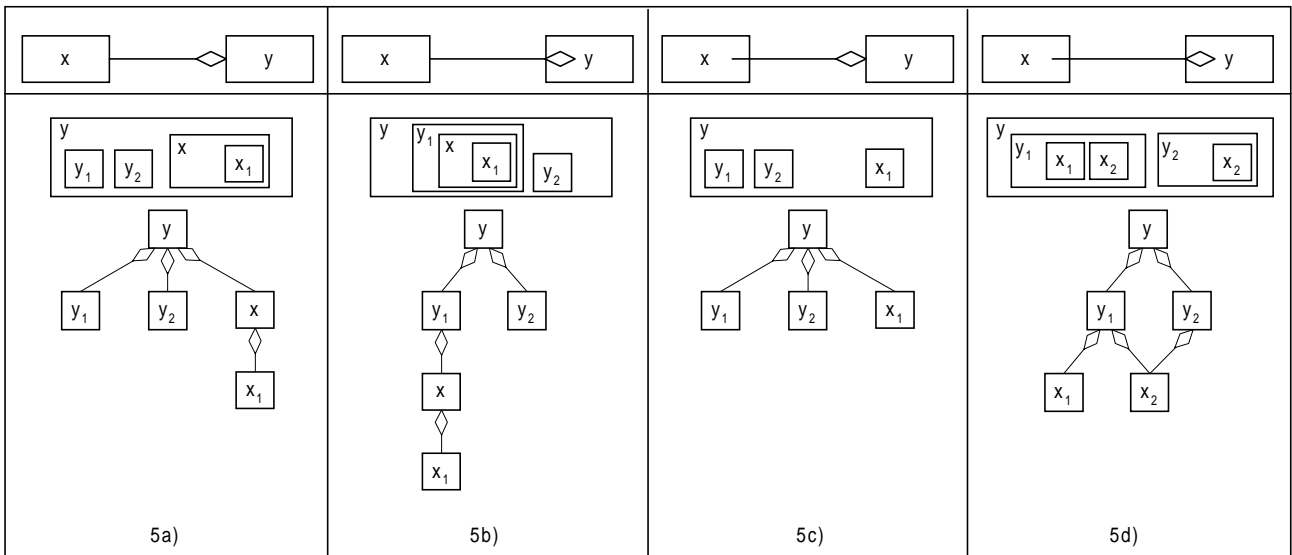 x y x y x y x y
y y y₁ y y
x x y₁ x₁ x₂ y₂
y₁ y₂ x₁ x₁ y₂ y₁ y₂ x₁ x₂
y y y y
y₁ y₂ x y₁ y₂ y₁ y₂ x₁ y₁ y₂
x₁ x x₁ x₂
x₁
5a) 5b) 5c) 5d)